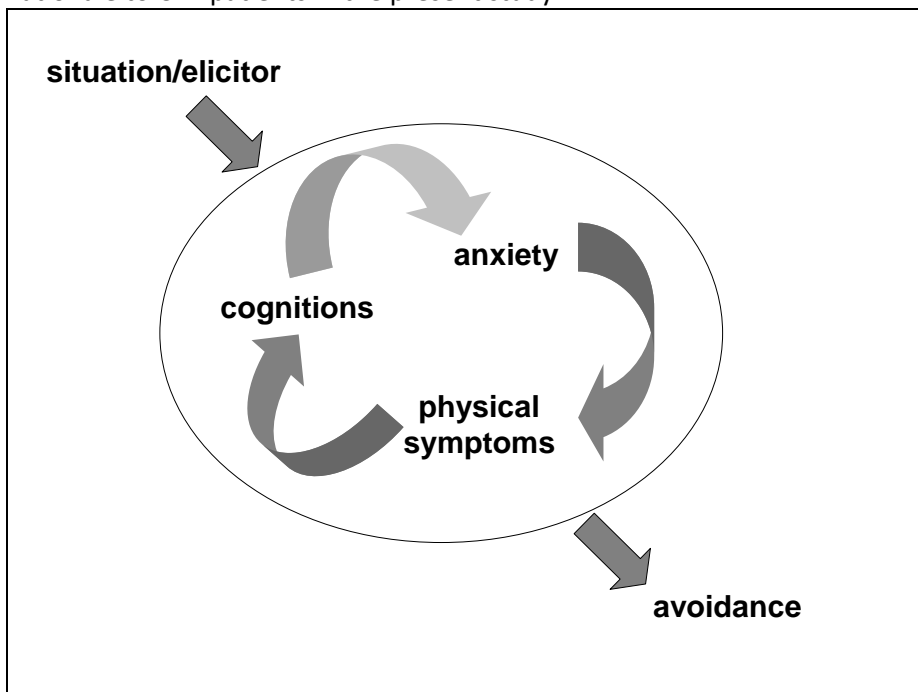 situation/elicitor
anxiety
cognitions
physical
symptoms
avoidance